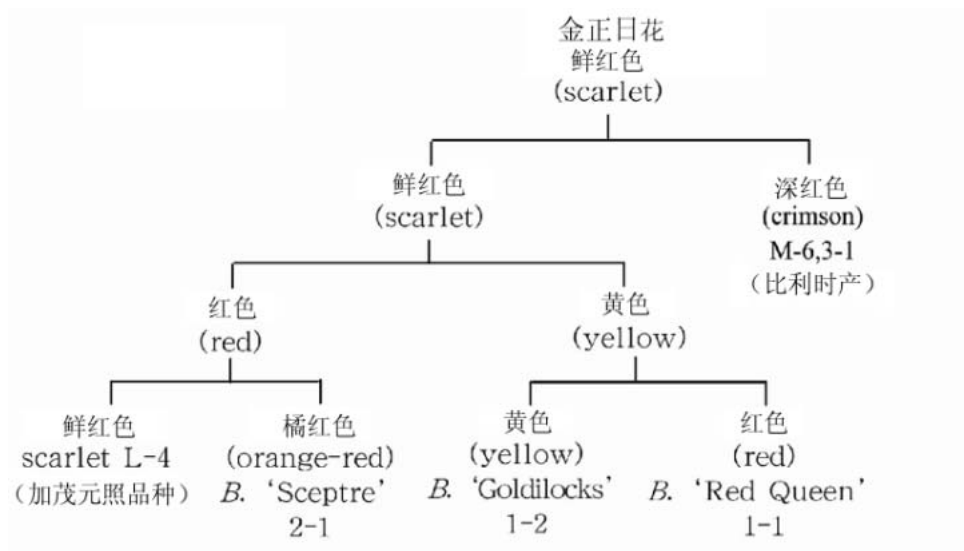 金正日花
鲜红色
(scarlet)
鲜红色
(scarlet)
深红色
(crimson)
M-6,3-1
（比利时产）
红色
(red)
黄色
(yellow)
鲜红色
scarlet L-4
（加茂元照品种）
橘红色
(orange-red)
B. ‘Sceptre’
2-1
黄色
(yellow)
B. ‘Goldilocks’
1-2
红色
(red)
B. ‘Red Queen’
1-1